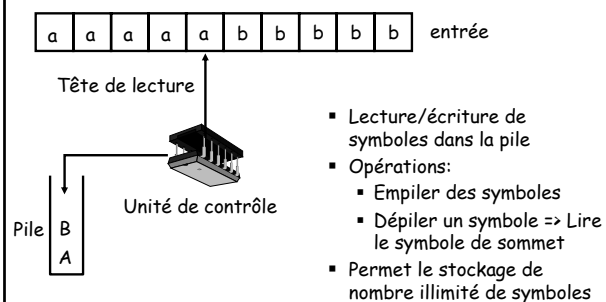 a a a a a b b b b b entrée
Tête de lecture
Unité de contrôle
Pile B
A
▪ Lecture/écriture de
symboles dans la pile
▪ Opérations:
▪ Empiler des symboles
▪ Dépiler un symbole => Lire
le symbole de sommet
▪ Permet le stockage de
nombre illimité de symboles